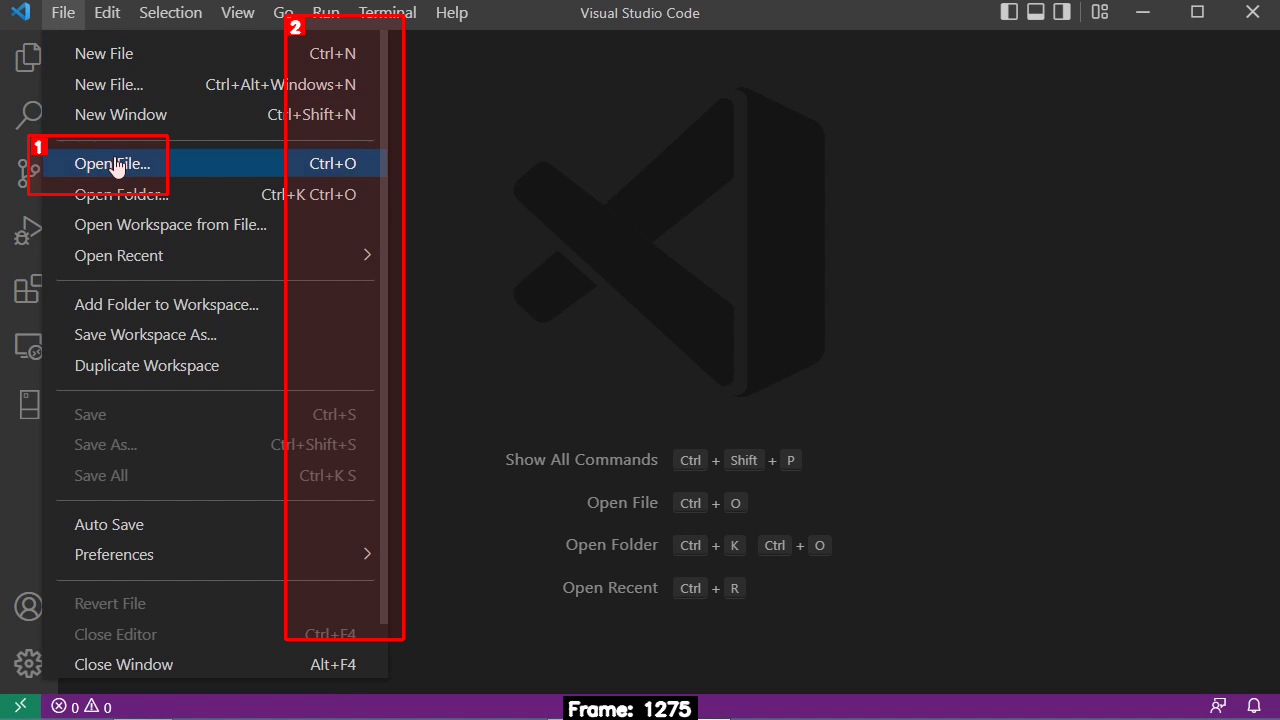 File Edit Selection View Go Run Terminal Help Visual Studio Code
2
New File Ctrl+N
New File... Ctrl+Alt+Windows+N
New Window Ctrl+Shift+N
1
Open File... Ctrl+O
Open Folder... Ctrl+K Ctrl+O
Open Workspace from File...
Open Recent
Add Folder to Workspace...
Save Workspace As...
Duplicate Workspace
Save Ctrl+S
Save As... Ctrl+Shift+S
Save All Ctrl+K S
Auto Save
Preferences
Revert File
Close Editor Ctrl+F4
Close Window Alt+F4
Show All Commands Ctrl + Shift + P
Open File Ctrl + O
Open Folder Ctrl + K Ctrl + O
Open Recent Ctrl + R
0 0
Frame: 1275